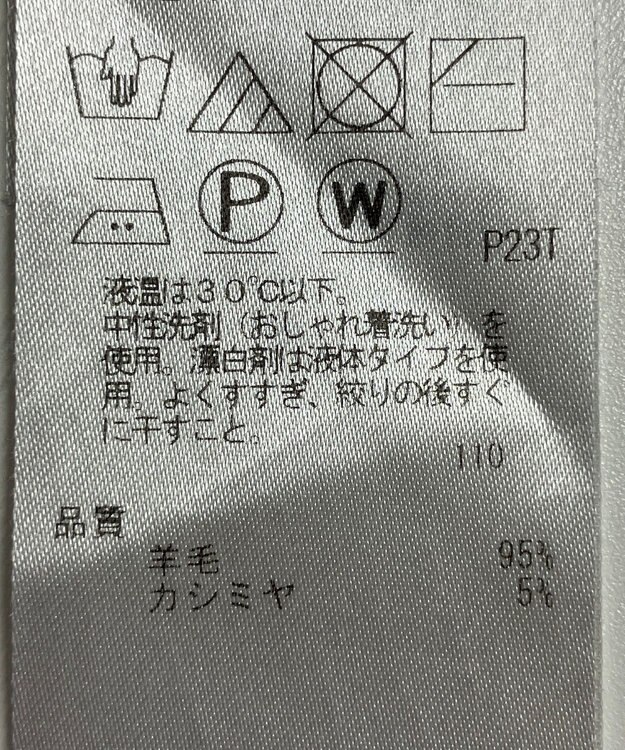 P
W
P23T
液温は30℃以下。
中性洗剤(おしゃれ着洗い)を
使用。漂白剤は液体タイプを使
用。よくすすぎ、絞りの後すぐ
に干すこと。
110
品質
羊毛 95%
カシミヤ 5%